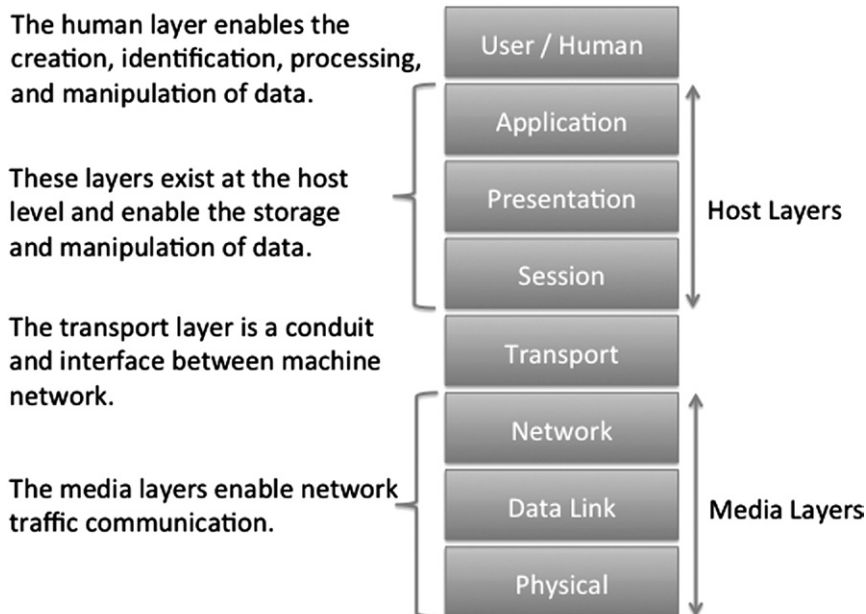 The human layer enables the
creation, identification, processing,
and manipulation of data.
User / Human
Application
These layers exist at the host
level and enable the storage
and manipulation of data.
Presentation
Host Layers
Session
The transport layer is a conduit
and interface between machine
network.
Transport
Network
The media layers enable network
traffic communication.
Data Link
Media Layers
Physical